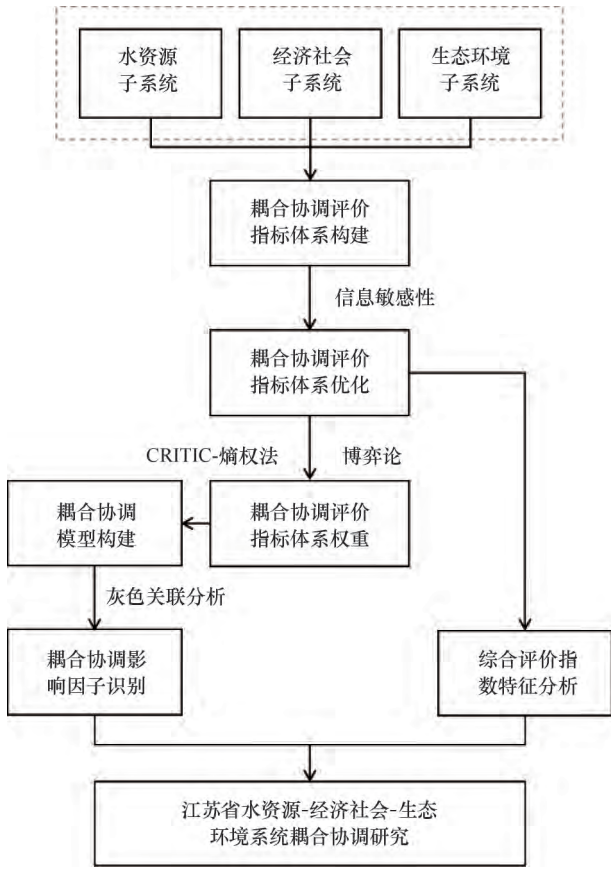 水资源
子系统
经济社会
子系统
生态环境
子系统
耦合协调评价
指标体系构建
信息敏感性
耦合协调评价
指标体系优化
CRITIC-熵权法
博弈论
耦合协调
模型构建
耦合协调评价
指标体系权重
灰色关联分析
耦合协调影
响因子识别
综合评价指
数特征分析
江苏省水资源-经济社会-生态
环境系统耦合协调研究